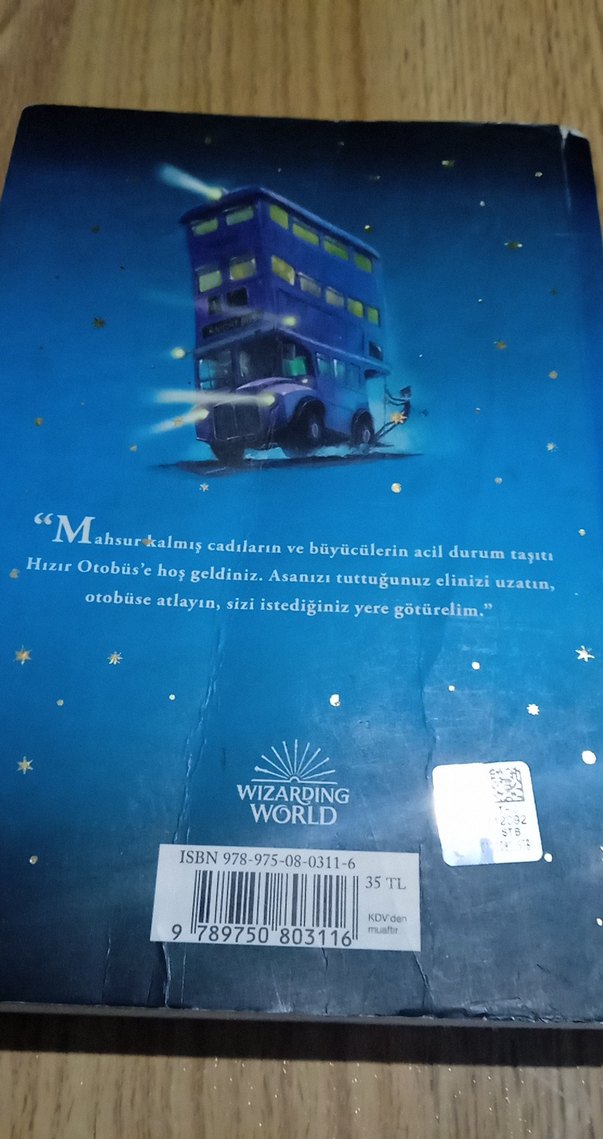 “Mahsur kalmış cadıların ve büyücülerin acil durum taşıtı
Hızır Otobüs’e hoş geldiniz. Asanızı tuttuğunuz elinizi uzatın,
otobüse atlayın, sizi istediğiniz yere götürelim.”
WIZARDING
WORLD
ISBN 978-975-08-0311-6
35 TL
KDV'den
muaftır
9 789750 803116
STB